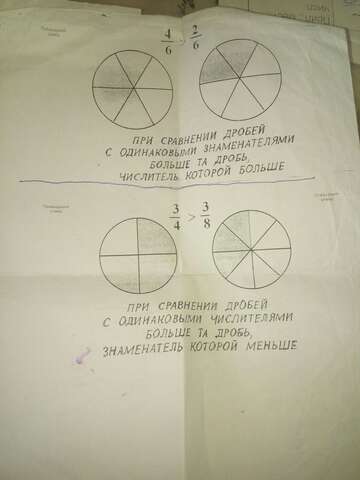 4/6 > 2/6
ПРИ СРАВНЕНИИ ДРОБЕЙ
С ОДИНАКОВЫМИ ЗНАМЕНАТЕЛЯМИ
БОЛЬШЕ ТА ДРОБЬ,
ЧИСЛИТЕЛЬ КОТОРОЙ БОЛЬШЕ
3/4 > 3/8
ПРИ СРАВНЕНИИ ДРОБЕЙ
С ОДИНАКОВЫМИ ЧИСЛИТЕЛЯМИ
БОЛЬШЕ ТА ДРОБЬ,
ЗНАМЕНАТЕЛЬ КОТОРОЙ МЕНЬШЕ